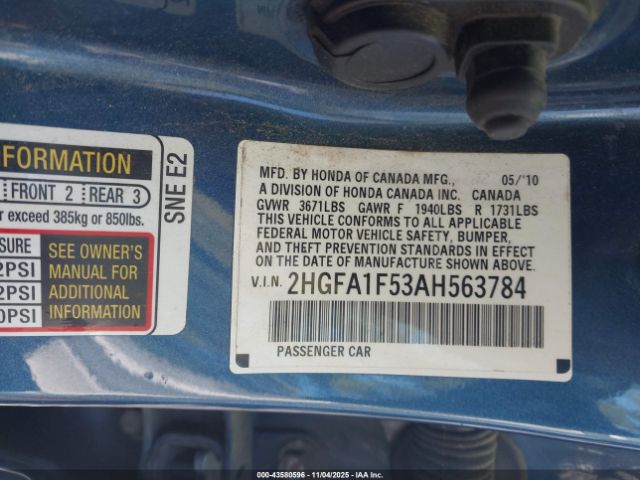 FORMATION
FRONT 2 REAR 3
r exceed 385kg or 850lbs.
SURE
2PSI
2PSI
0PSI
SEE OWNER'S
MANUAL FOR
ADDITIONAL
INFORMATION
SNE E2
MFD. BY HONDA OF CANADA MFG., 05/'10
A DIVISION OF HONDA CANADA INC. CANADA
GVWR 3671LBS GAWR F 1940LBS R 1731LBS
THIS VEHICLE CONFORMS TO ALL APPLICABLE
FEDERAL MOTOR VEHICLE SAFETY, BUMPER,
AND THEFT PREVENTION STANDARDS IN EFFECT
ON THE DATE OF MANUFACTURE SHOWN ABOVE.
V.I.N. 2HGFA1F53AH563784
PASSENGER CAR
000-43580596 - 11/04/2025 - IAAI.CA